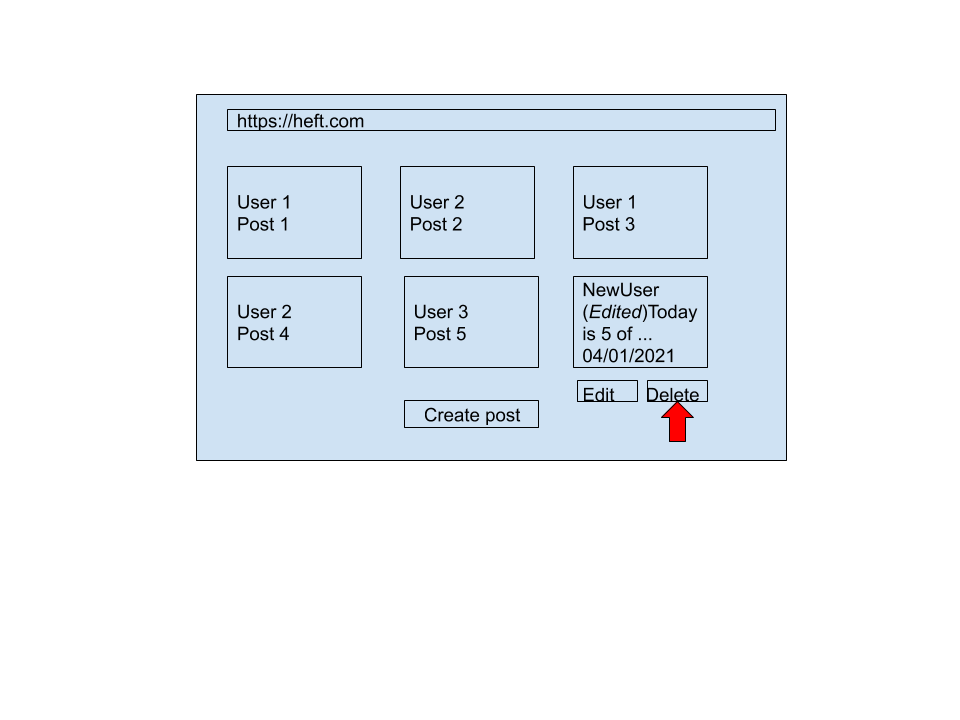 https://heft.com
User 1
Post 1
User 2
Post 2
User 1
Post 3
User 2
Post 4
User 3
Post 5
NewUser
(Edited)Today
is 5 of ...
04/01/2021
Edit
Delete
Create post